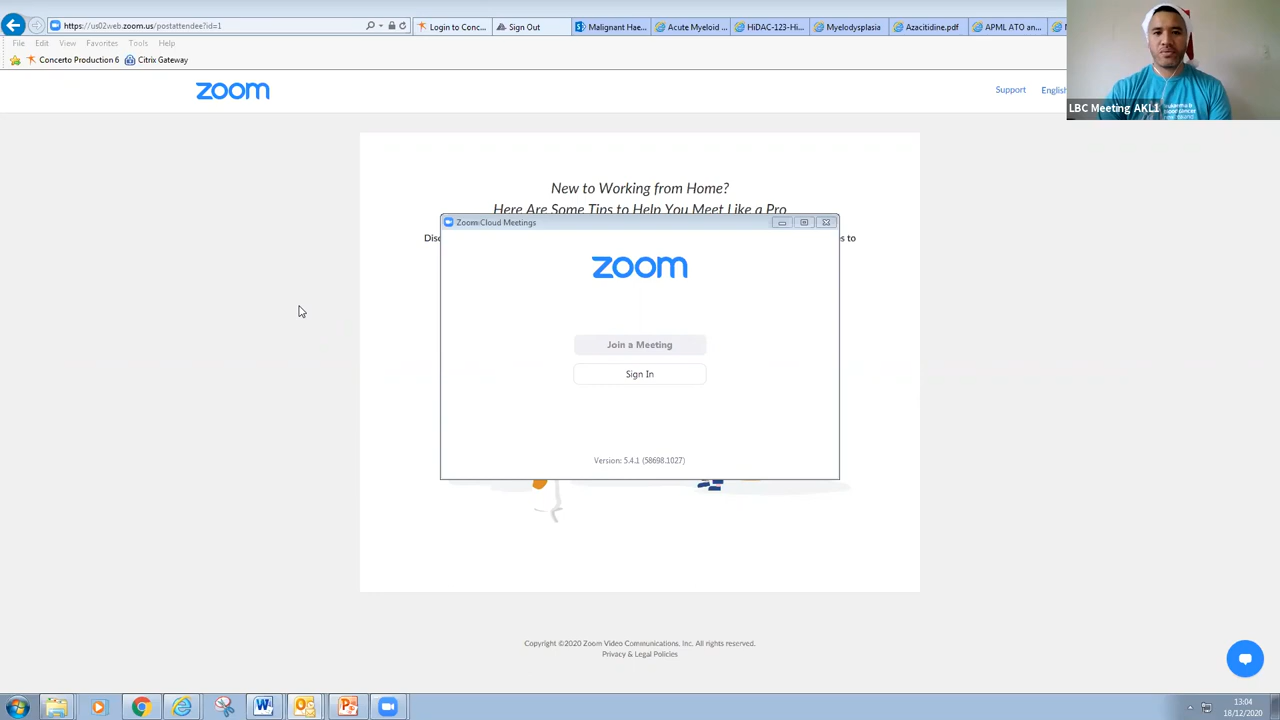 https://us02web.zoom.us/postattendee?id=1
Login to Conc...
Sign Out
Malignant Hae...
Acute Myeloid ...
HiDAC-123-Hi...
Myelodysplasia
Azacitidine.pdf
APML ATO an...
File Edit View Favorites Tools Help
Concerto Production 6 Citrix Gateway
zoom
Support
English
LBC Meeting AKL1
New to Working from Home?
Here Are Some Tips to Help You Meet Like a Pro
Zoom Cloud Meetings
Disc
s to
zoom
Join a Meeting
Sign In
Version: 5.4.1 (58698.1027)
Copyright ©2020 Zoom Video Communications, Inc. All rights reserved.
Privacy & Legal Policies
13:04
18/12/2020